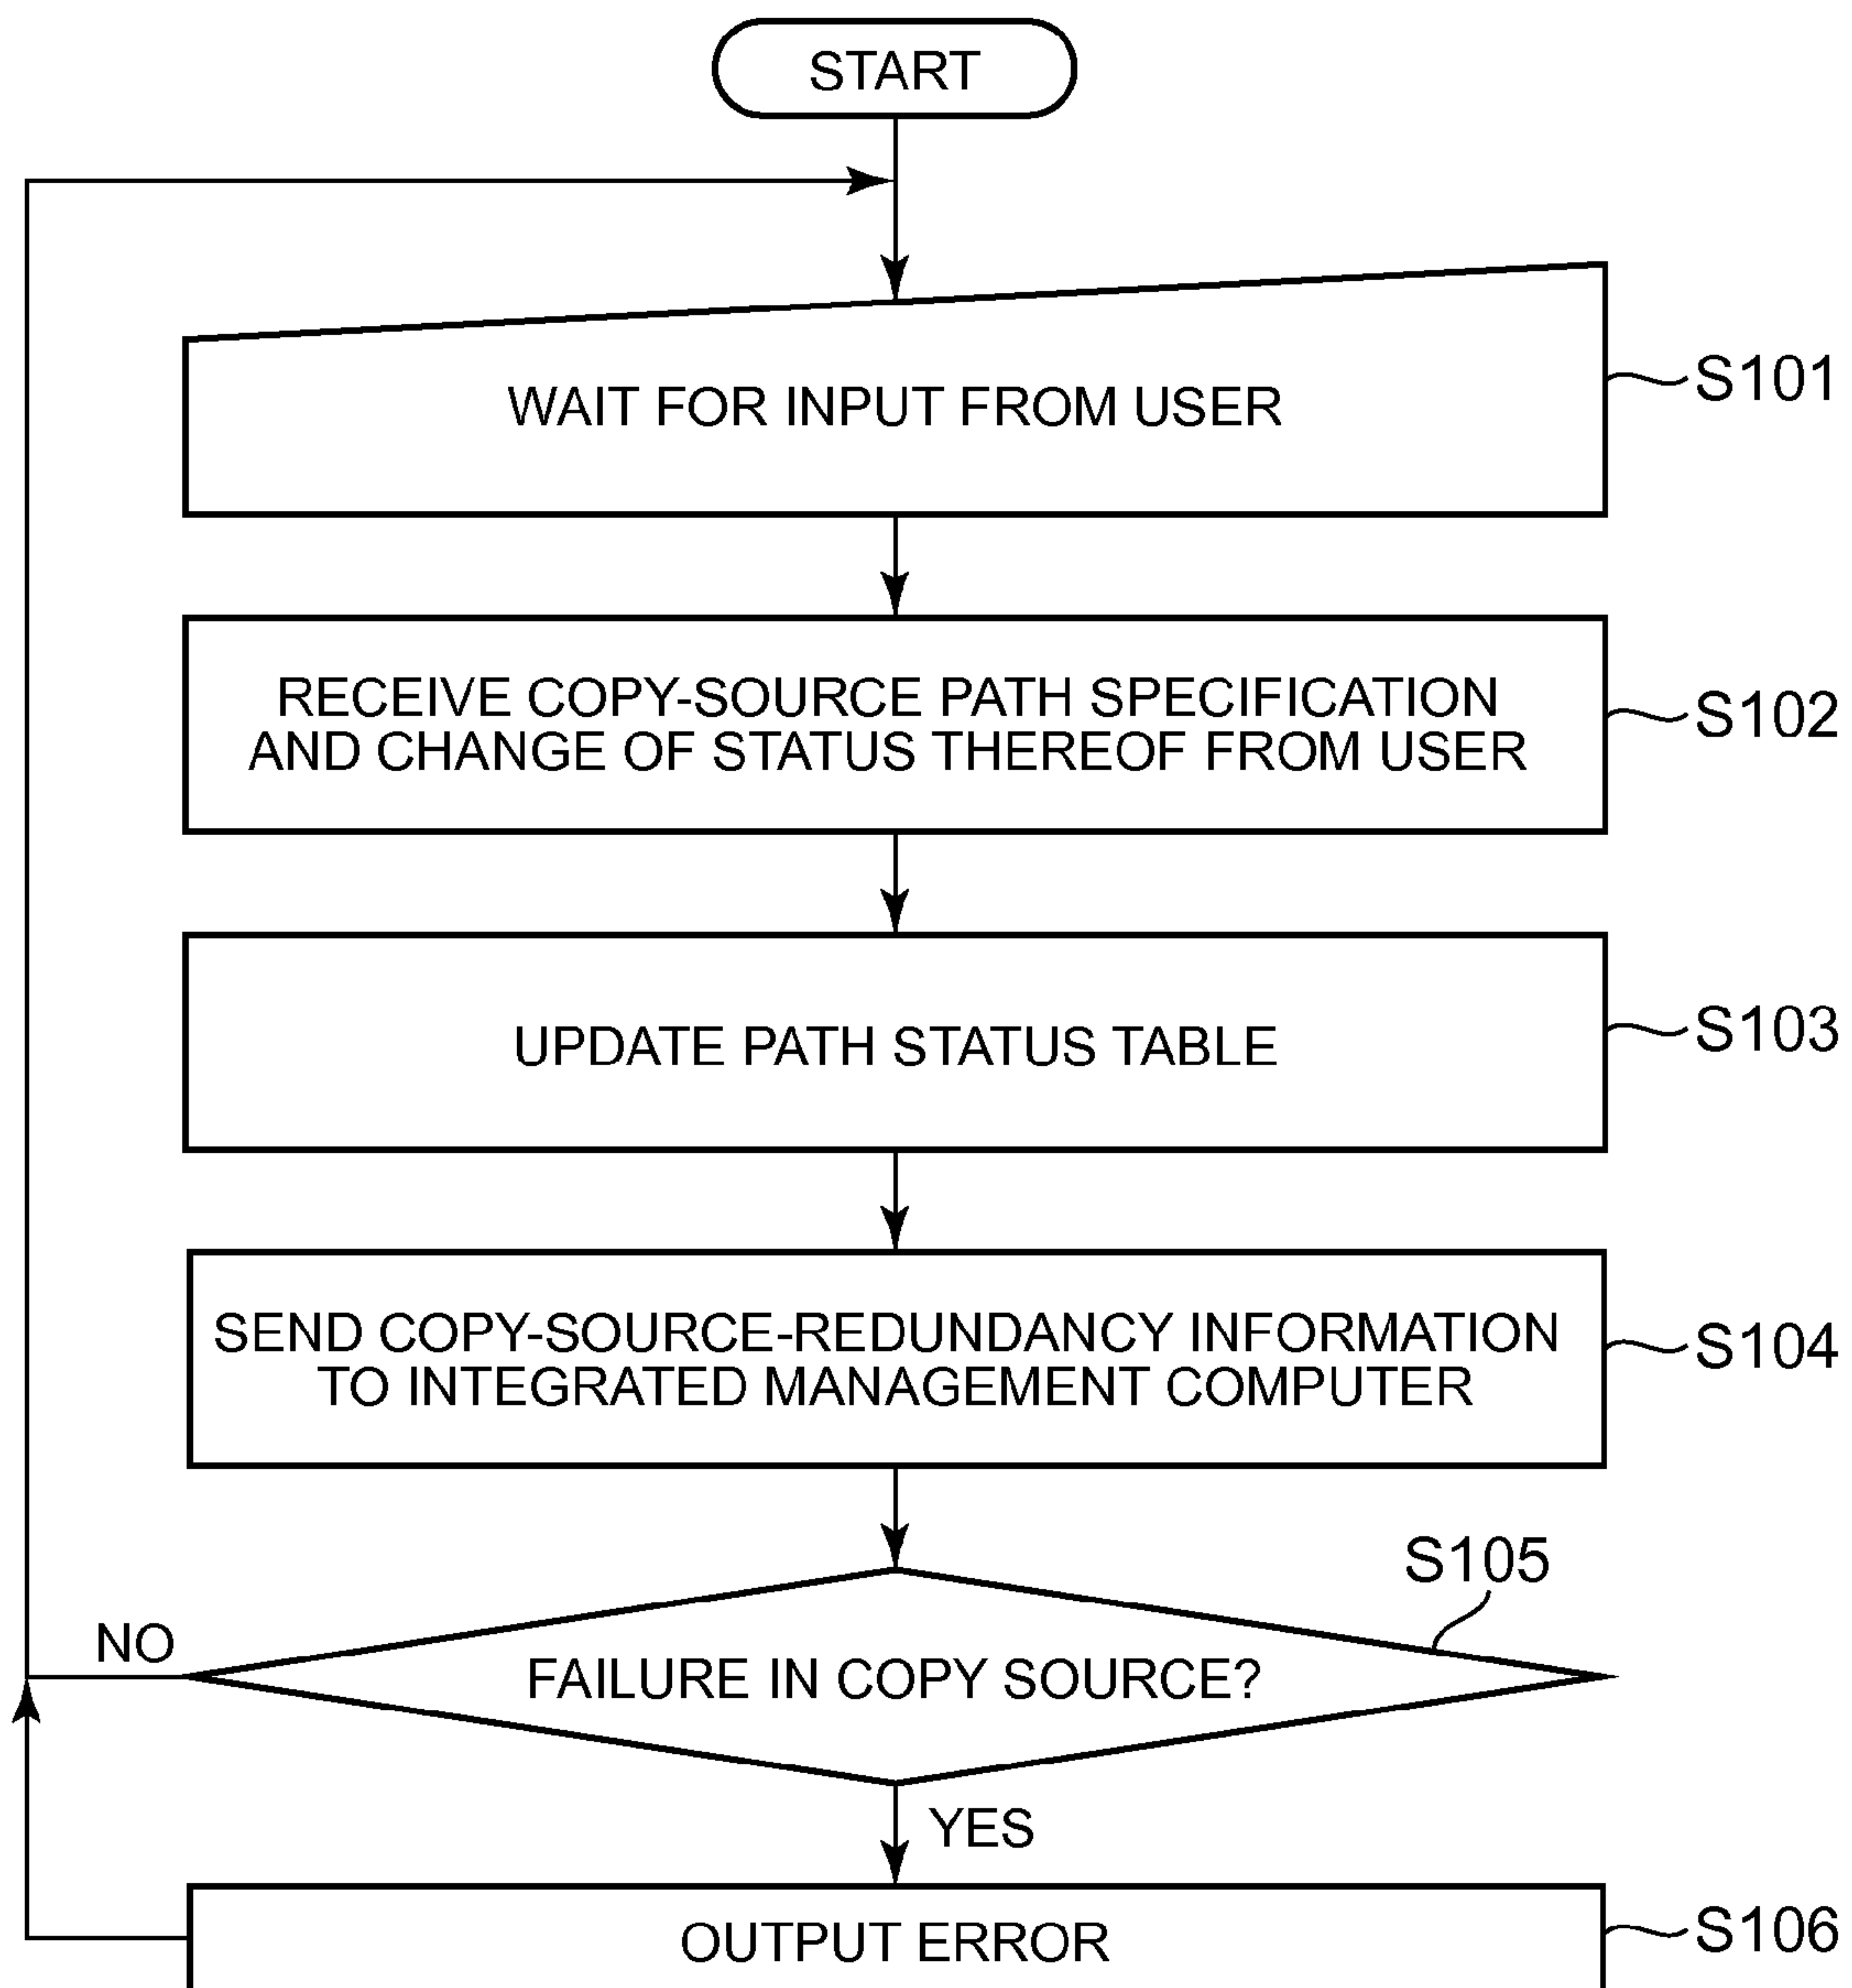 START
WAIT FOR INPUT FROM USER
S101
RECEIVE COPY-SOURCE PATH SPECIFICATION
AND CHANGE OF STATUS THEREOF FROM USER
S102
UPDATE PATH STATUS TABLE
S103
SEND COPY-SOURCE-REDUNDANCY INFORMATION
TO INTEGRATED MANAGEMENT COMPUTER
S104
S105
NO
FAILURE IN COPY SOURCE?
YES
OUTPUT ERROR
S106